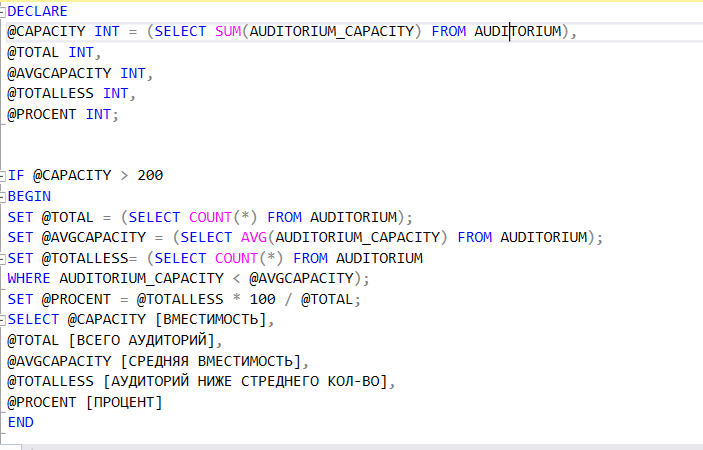 DECLARE
@CAPACITY INT = (SELECT SUM(AUDITORIUM_CAPACITY) FROM AUDITORIUM),
@TOTAL INT,
@AVGCAPACITY INT,
@TOTALLESS INT,
@PROCENT INT;
IF @CAPACITY > 200
BEGIN
SET @TOTAL = (SELECT COUNT(*) FROM AUDITORIUM);
SET @AVGCAPACITY = (SELECT AVG(AUDITORIUM_CAPACITY) FROM AUDITORIUM);
SET @TOTALLESS= (SELECT COUNT(*) FROM AUDITORIUM
WHERE AUDITORIUM_CAPACITY < @AVGCAPACITY);
SET @PROCENT = @TOTALLESS * 100 / @TOTAL;
SELECT @CAPACITY [ВМЕСТИМОСТЬ],
@TOTAL [ВСЕГО АУДИТОРИЙ],
@AVGCAPACITY [СРЕДНЯЯ ВМЕСТИМОСТЬ],
@TOTALLESS [АУДИТОРИЙ НИЖЕ СТРЕДНЕГО КОЛ-ВО],
@PROCENT [ПРОЦЕНТ]
END